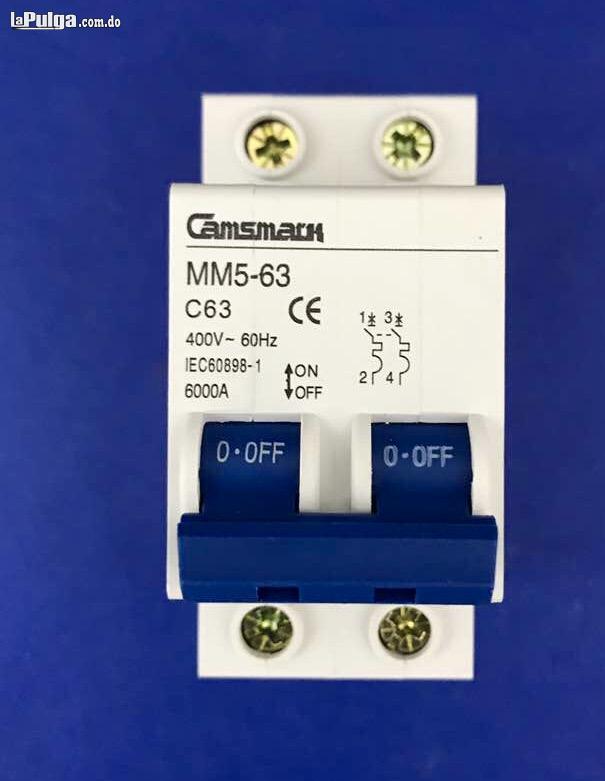 laPulga.com.do
Camsmack
MM5-63
C63 CE
400V~ 60Hz
IEC60898-1
6000A
ON
OFF
1 3
2 4
0·OFF 0·OFF